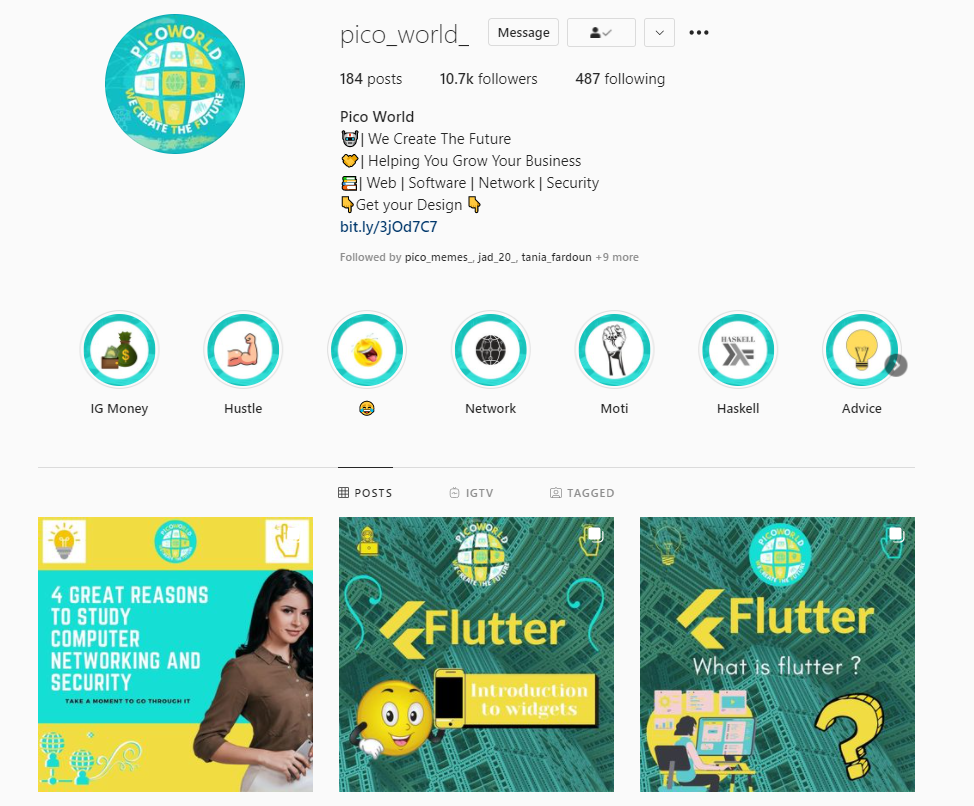 PICOWORLD
WE CREATE THE FUTURE
pico_world_
Message
184 posts 10.7k followers 487 following
Pico World
| We Create The Future
| Helping You Grow Your Business
| Web | Software | Network | Security
👇Get your Design 👇
bit.ly/3jOd7C7
Followed by pico_memes_, jad_20_, tania_fardoun +9 more
HASKELL
IG Money Hustle 😂 Network Moti Haskell Advice
POSTS IGTV TAGGED
PICOWORLD
4 GREAT REASONS
TO STUDY
COMPUTER
NETWORKING AND
SECURITY
TAKE A MOMENT TO GO THROUGH IT
PICOWORLD
WE CREATE THE FUTURE
Flutter
Introduction
to widgets
PICOWORLD
WE CREATE THE FUTURE
Flutter
What is flutter ?